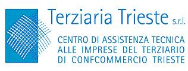 Terziaria Trieste s.r.l.
CENTRO DI ASSISTENZA TECNICA
ALLE IMPRESE DEL TERZIARIO
DI CONFCOMMERCIO TRIESTE